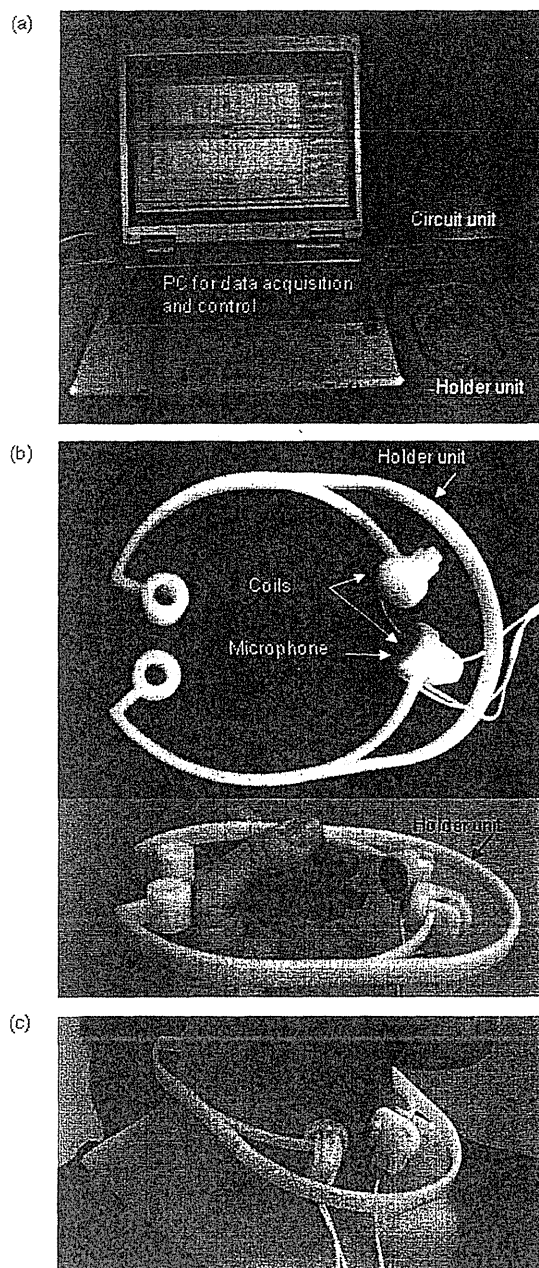 (a)
Circuit unit
PC for data acquisition
and control
Holder unit
(b)
Holder unit
Coils
Microphone
Holder unit
(c)